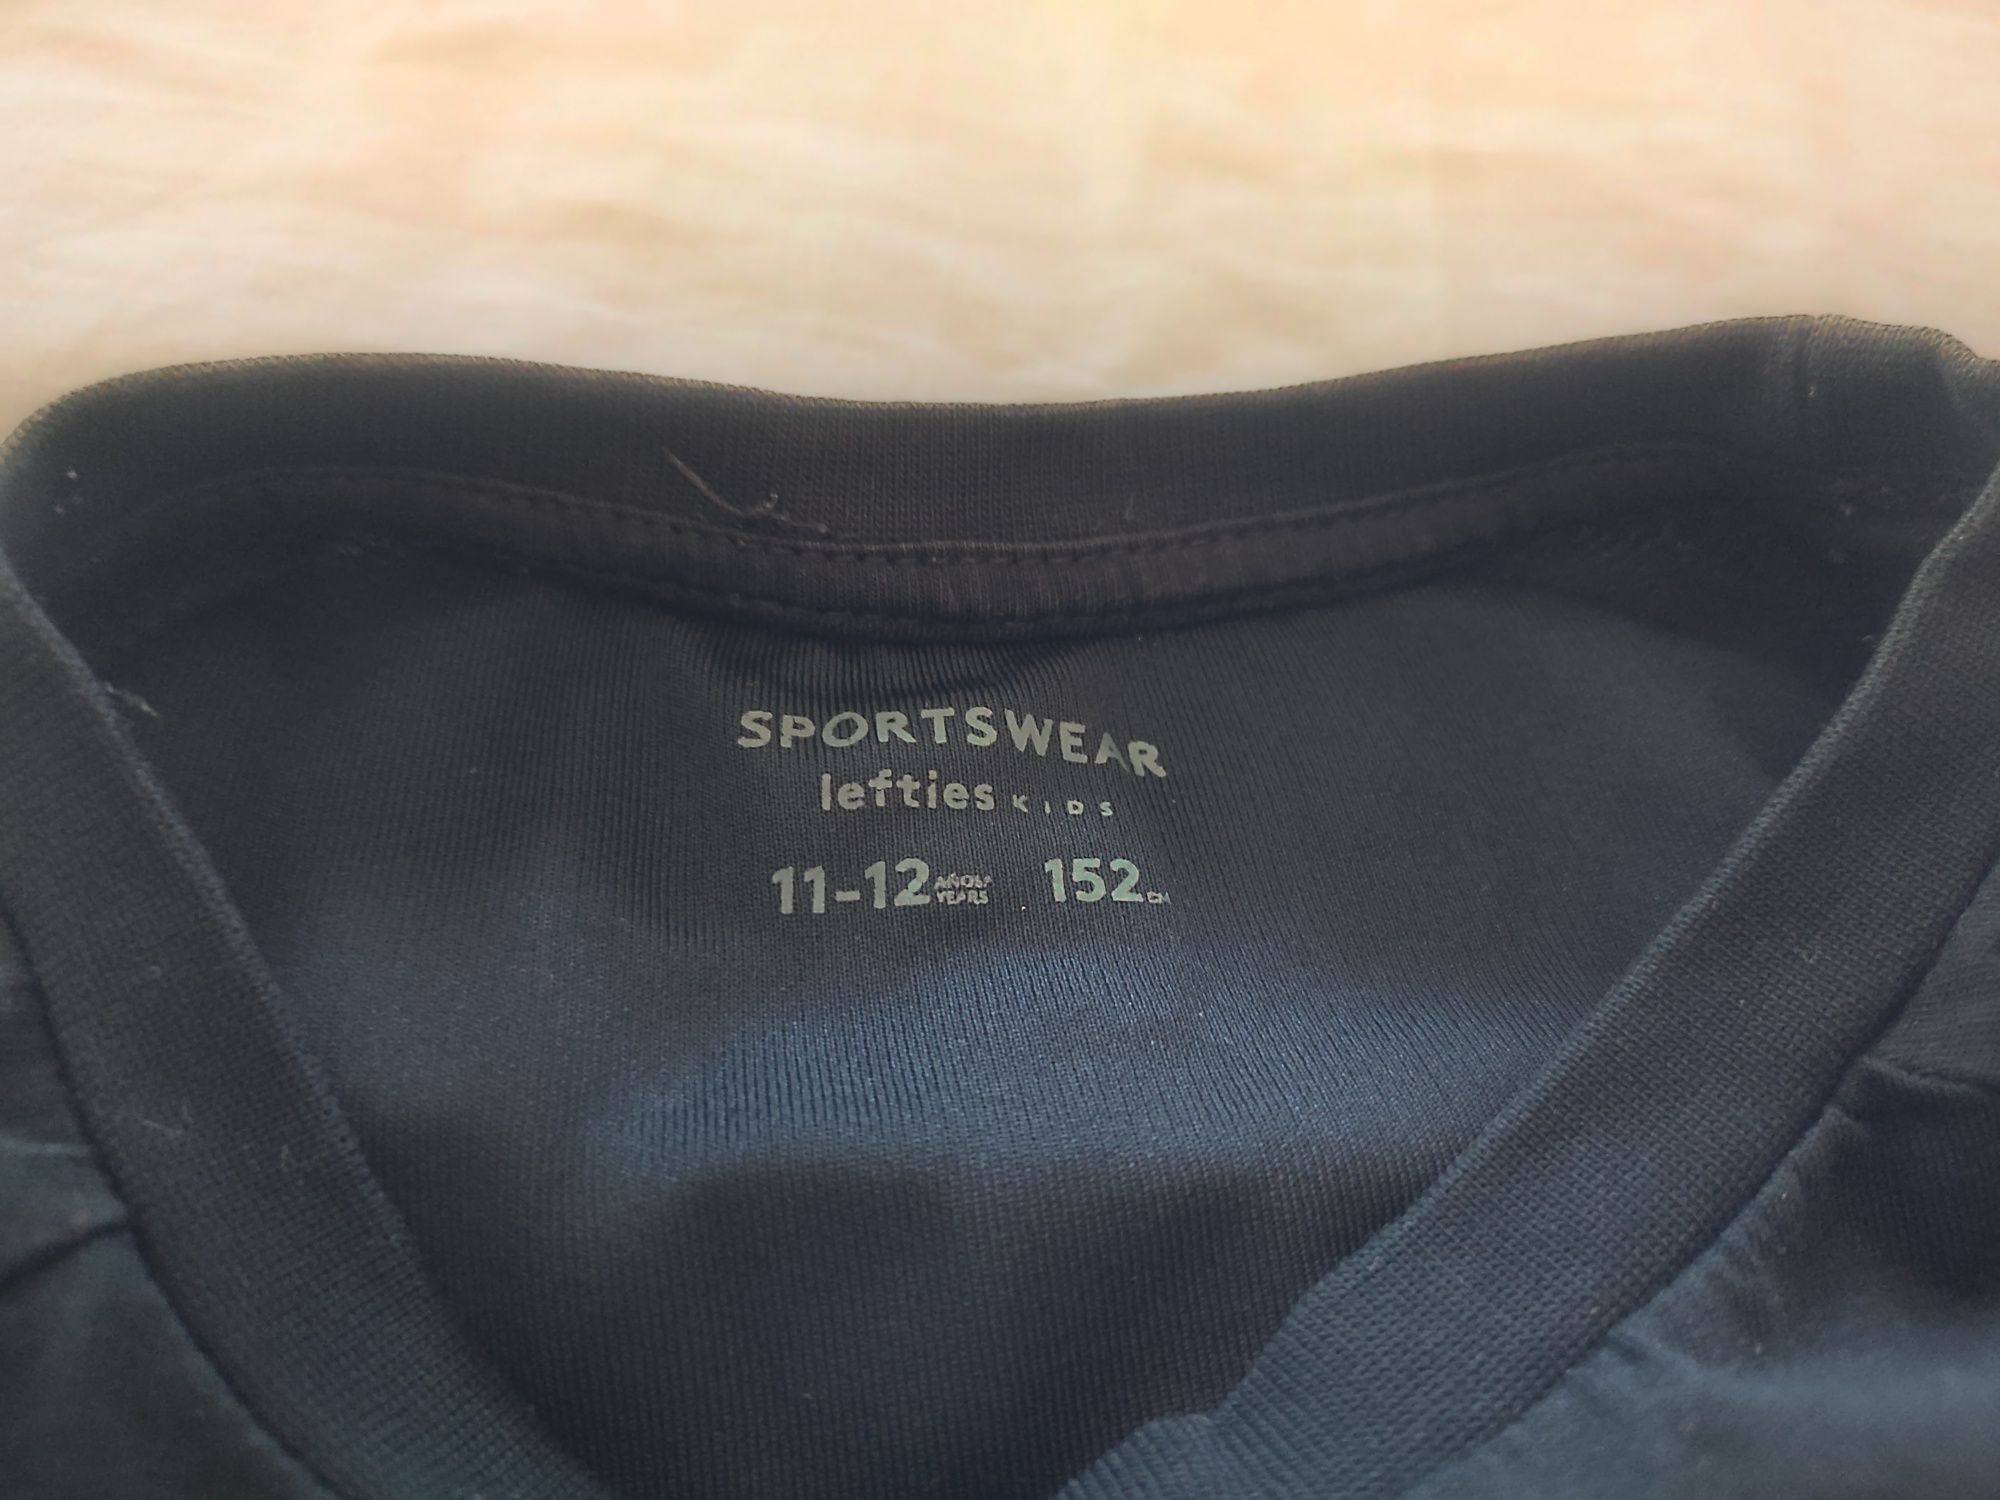 SPORTSWEAR
lefties KIDS
11-12 AÑOS/YEARS 152 CM